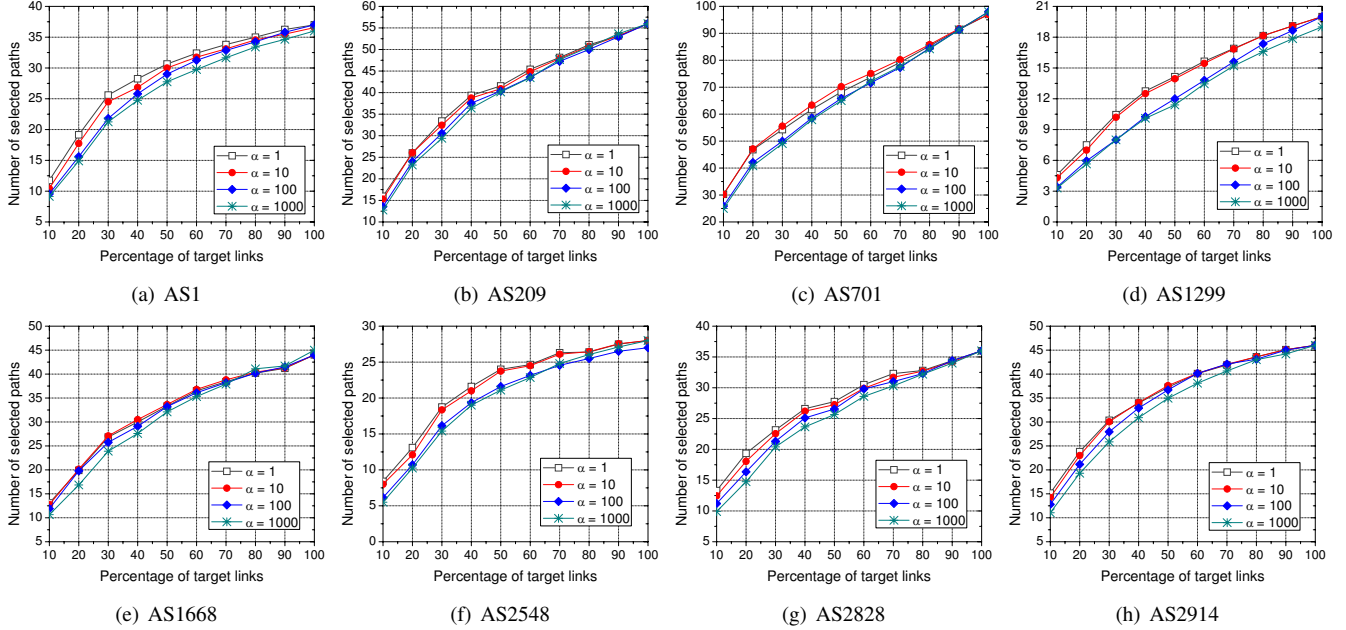 40
35
30
25
20
15
10
5
Number of selected paths
α = 1
α = 10
α = 100
α = 1000
10 20 30 40 50 60 70 80 90 100
Percentage of target links
(a) AS1
60
55
50
45
40
35
30
25
20
15
10
Number of selected paths
α = 1
α = 10
α = 100
α = 1000
10 20 30 40 50 60 70 80 90 100
Percentage of target links
(b) AS209
100
90
80
70
60
50
40
30
20
Number of selected paths
α = 1
α = 10
α = 100
α = 1000
10 20 30 40 50 60 70 80 90 100
Percentage of target links
(c) AS701
21
18
15
12
9
6
3
0
Number of selected paths
α = 1
α = 10
α = 100
α = 1000
10 20 30 40 50 60 70 80 90 100
Percentage of target links
(d) AS1299
50
45
40
35
30
25
20
15
10
5
Number of selected paths
α = 1
α = 10
α = 100
α = 1000
10 20 30 40 50 60 70 80 90 100
Percentage of target links
(e) AS1668
30
25
20
15
10
5
0
Number of selected paths
α = 1
α = 10
α = 100
α = 1000
10 20 30 40 50 60 70 80 90 100
Percentage of target links
(f) AS2548
40
35
30
25
20
15
10
5
Number of selected paths
α = 1
α = 10
α = 100
α = 1000
10 20 30 40 50 60 70 80 90 100
Percentage of target links
(g) AS2828
50
45
40
35
30
25
20
15
10
5
Number of selected paths
α = 1
α = 10
α = 100
α = 1000
10 20 30 40 50 60 70 80 90 100
Percentage of target links
(h) AS2914